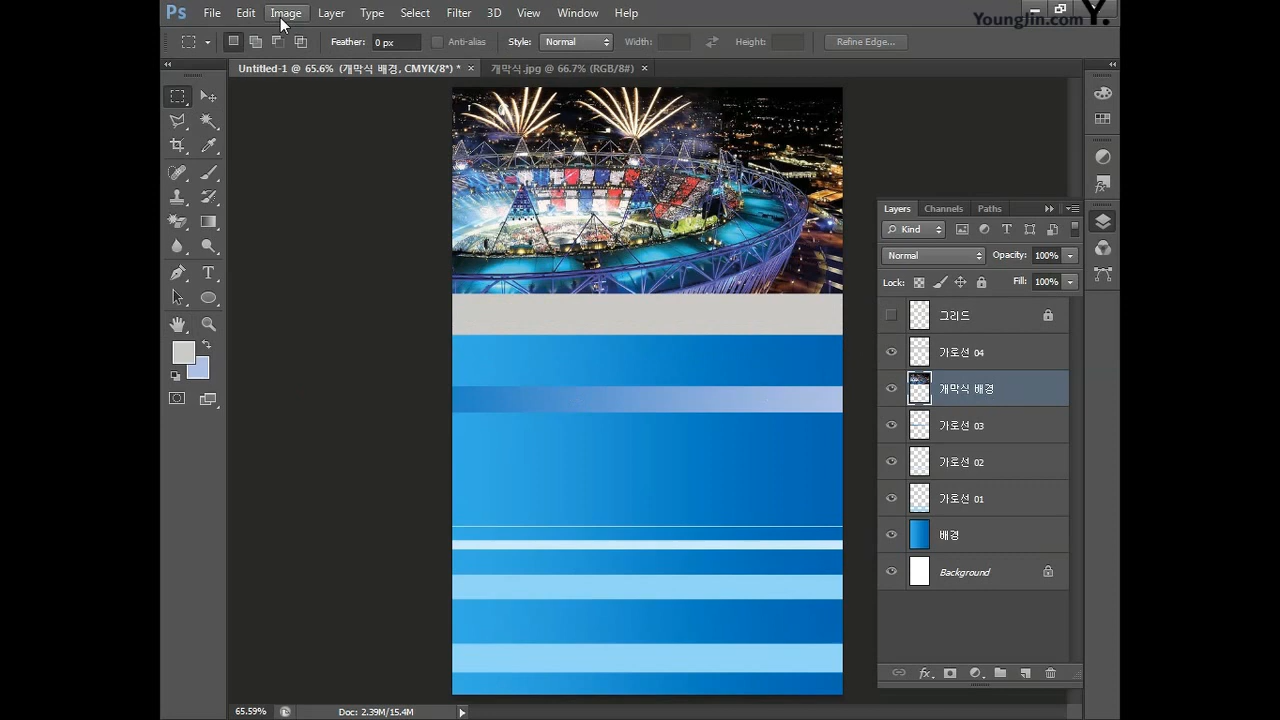 Ps File Edit Image Layer Type Select Filter 3D View Window Help
YoungJin.com Y.
Feather: 0 px Anti-alias Style: Normal Width: Height: Refine Edge...
Untitled-1 @ 65.6% (개막식 배경, CMYK/8*) * × 개막식.jpg @ 66.7% (RGB/8#) ×
Layers Channels Paths
Kind
Normal Opacity: 100%
Lock: Fill: 100%
그리드
가로선 04
개막식 배경
가로선 03
가로선 02
가로선 01
배경
Background
65.59% Doc: 2.39M/15.4M